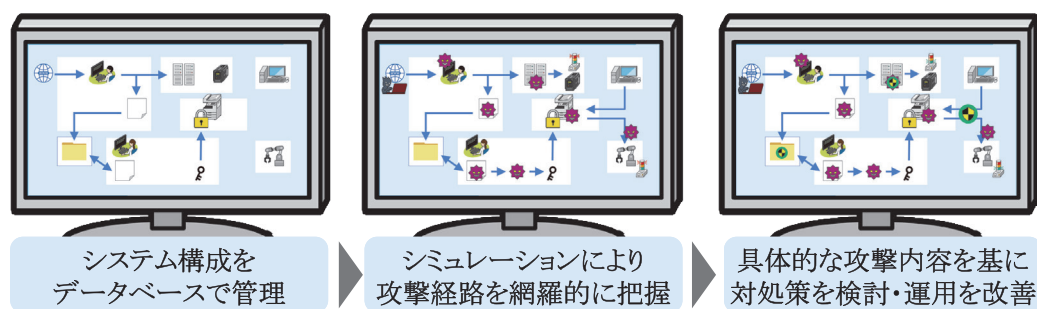 システム構成を
データベースで管理
シミュレーションにより
攻撃経路を網羅的に把握
具体的な攻撃内容を基に
対処策を検討・運用を改善